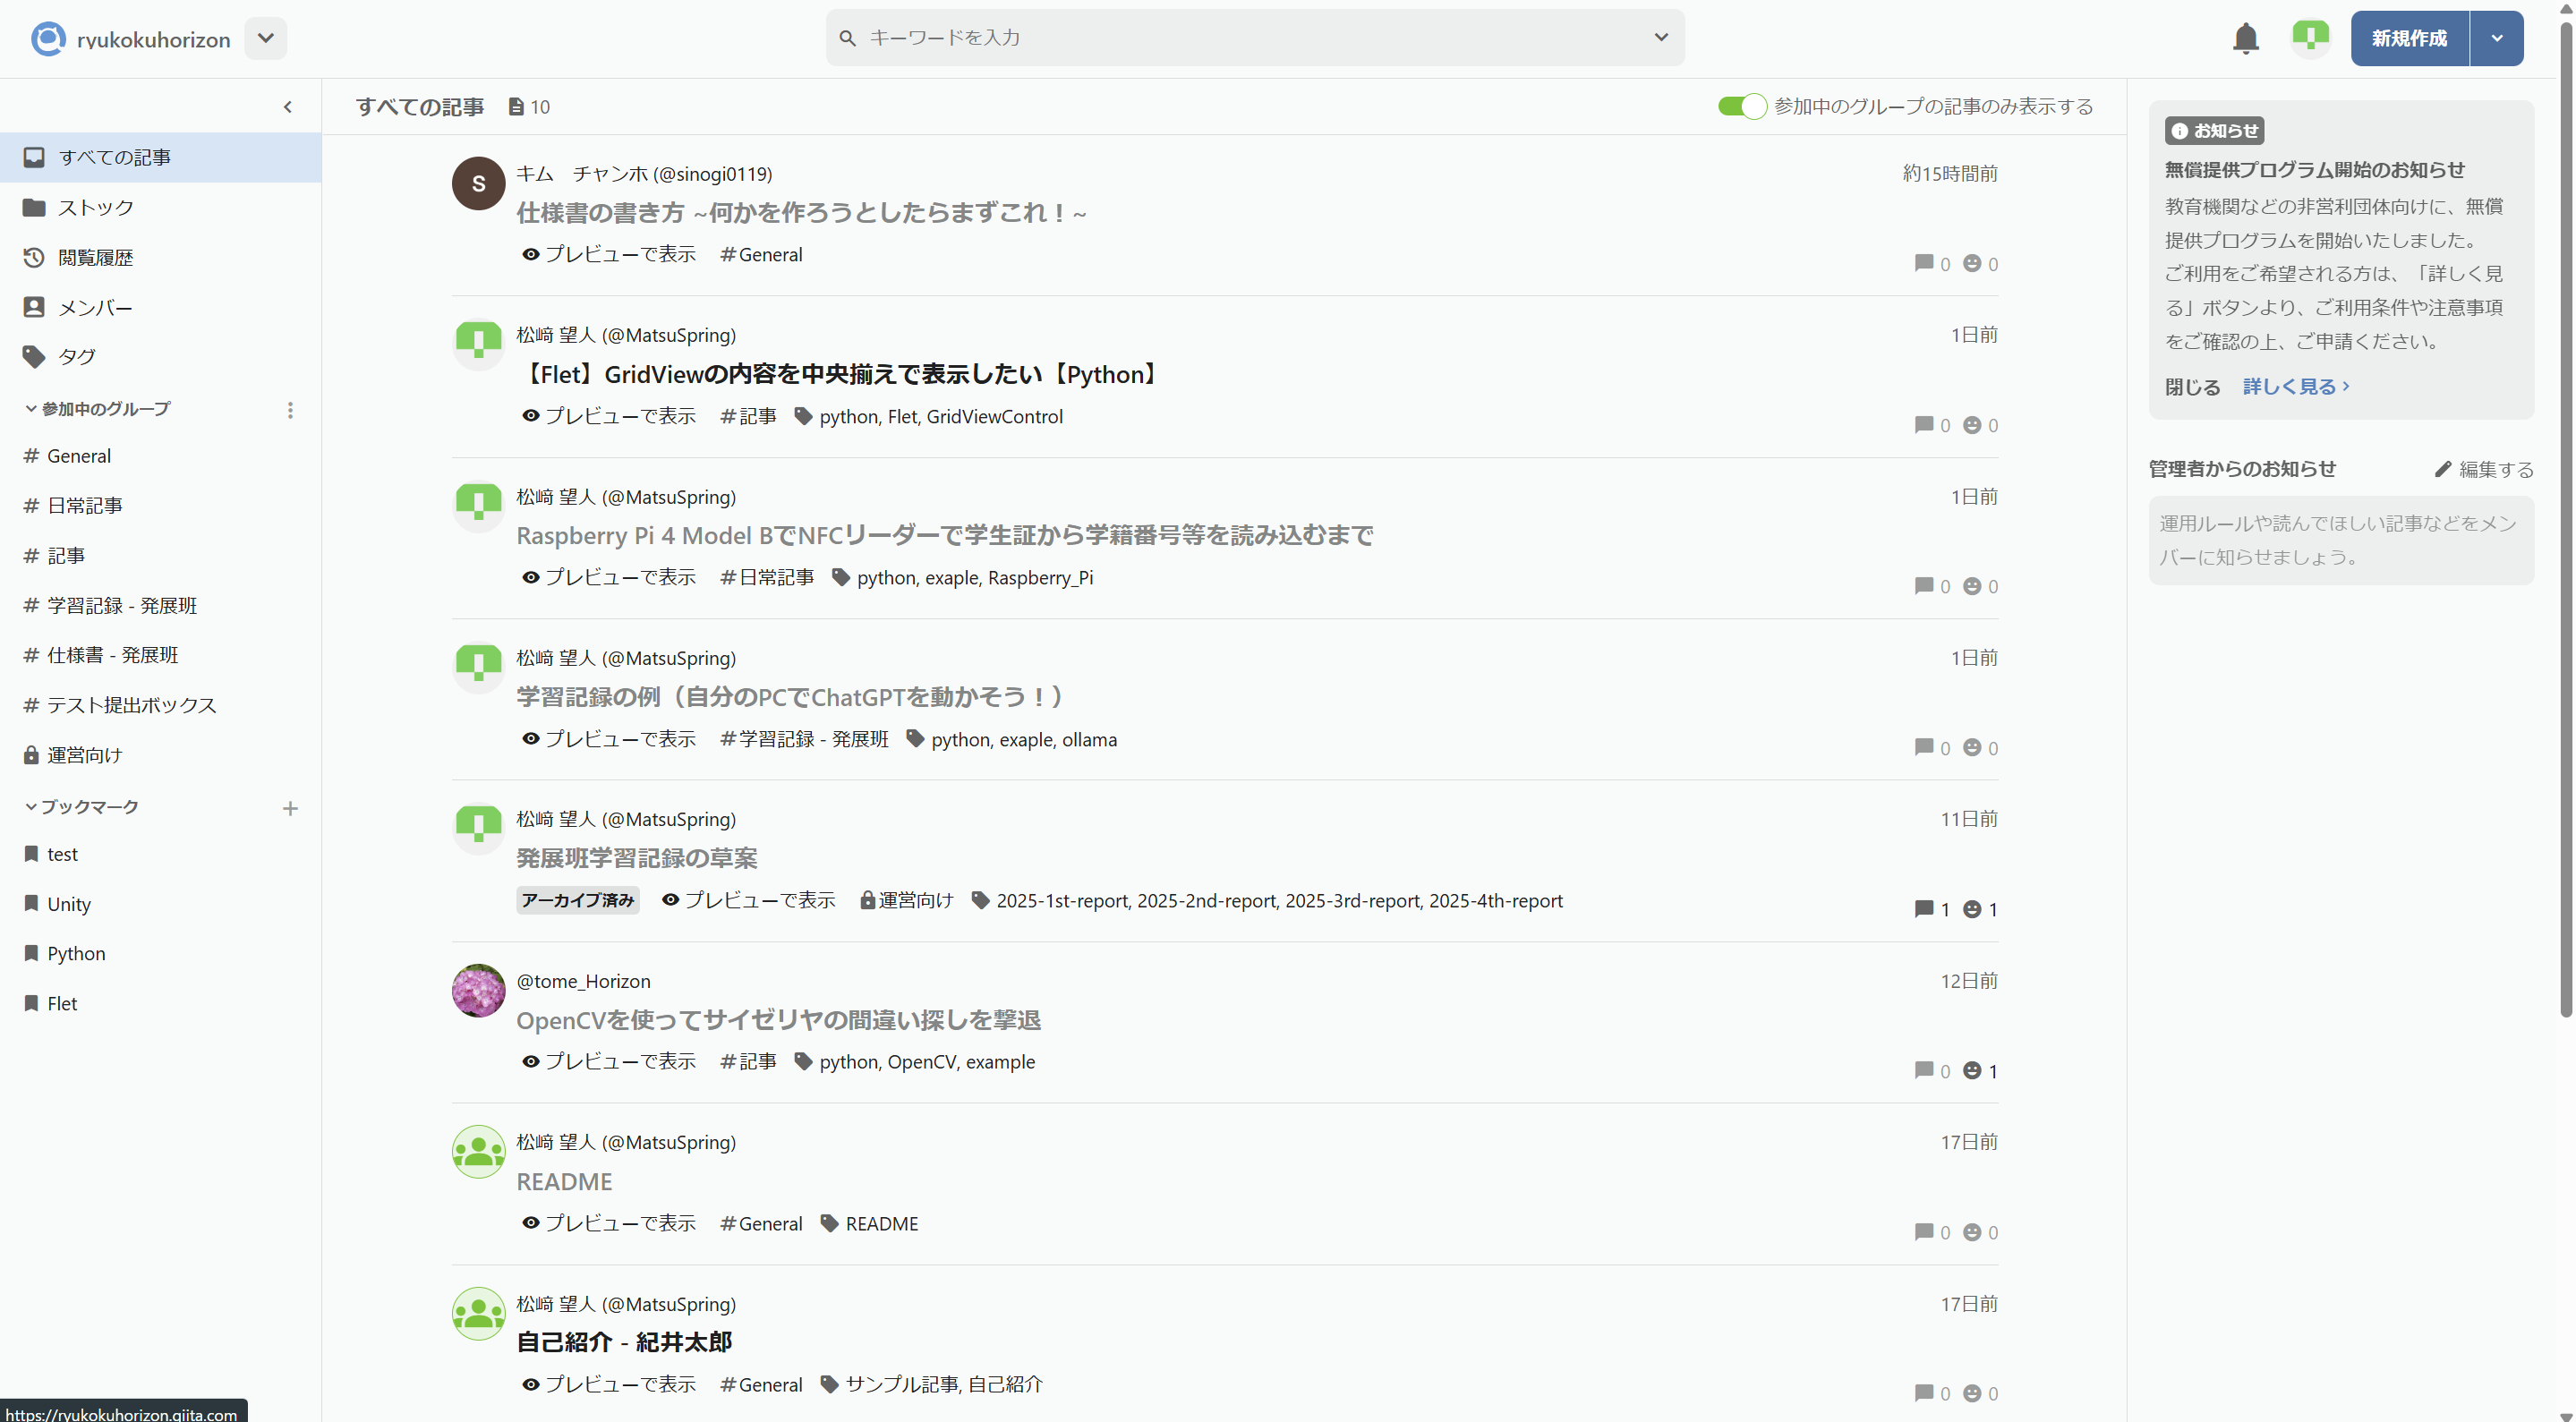 ryukokuhorizon
キーワードを入力
新規作成
すべての記事
ストック
閲覧履歴
メンバー
タグ
参加中のグループ
# General
# 日常記事
# 記事
# 学習記録 - 発展班
# 仕様書 - 発展班
# テスト提出ボックス
運営向け
ブックマーク
test
Unity
Python
Flet
すべての記事 10
参加中のグループの記事のみ表示する
S
キム　チャンホ (@sinogi0119) 約15時間前
仕様書の書き方 ~何かを作ろうとしたらまずこれ！~
プレビューで表示 #General
0 0
松﨑 望人 (@MatsuSpring) 1日前
【Flet】GridViewの内容を中央揃えで表示したい【Python】
プレビューで表示 #記事 python, Flet, GridViewControl
0 0
松﨑 望人 (@MatsuSpring) 1日前
Raspberry Pi 4 Model BでNFCリーダーで学生証から学籍番号等を読み込むまで
プレビューで表示 #日常記事 python, exaple, Raspberry_Pi
0 0
松﨑 望人 (@MatsuSpring) 1日前
学習記録の例（自分のPCでChatGPTを動かそう！）
プレビューで表示 #学習記録 - 発展班 python, exaple, ollama
0 0
松﨑 望人 (@MatsuSpring) 11日前
発展班学習記録の草案
アーカイブ済み プレビューで表示 運営向け 2025-1st-report, 2025-2nd-report, 2025-3rd-report, 2025-4th-report
1 1
@tome_Horizon 12日前
OpenCVを使ってサイゼリヤの間違い探しを撃退
プレビューで表示 #記事 python, OpenCV, example
0 1
松﨑 望人 (@MatsuSpring) 17日前
README
プレビューで表示 #General README
0 0
松﨑 望人 (@MatsuSpring) 17日前
自己紹介 - 紀井太郎
プレビューで表示 #General サンプル記事, 自己紹介
0 0
お知らせ
無償提供プログラム開始のお知らせ
教育機関などの非営利団体向けに、無償
提供プログラムを開始いたしました。
ご利用をご希望される方は、「詳しく見
る」ボタンより、ご利用条件や注意事項
をご確認の上、ご申請ください。
閉じる 詳しく見る
管理者からのお知らせ 編集する
運用ルールや読んでほしい記事などをメン
バーに知らせましょう。
https://ryukokuhorizon.qiita.com